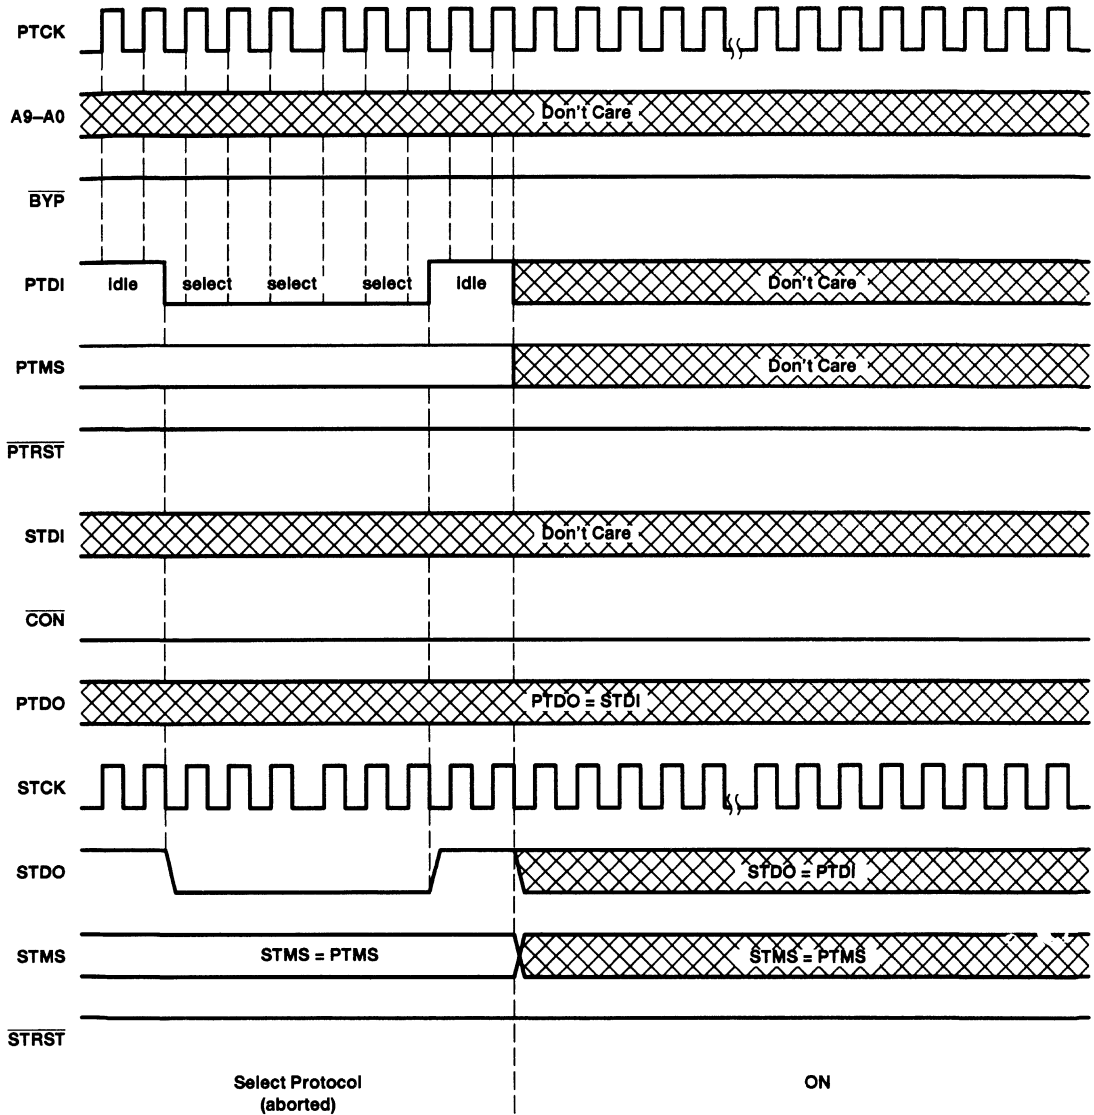 PTCK
A9–A0
Don't Care
BYP
PTDI
Idle
select
select
select
Idle
Don't Care
PTMS
Don't Care
PTRST
STDI
Don't Care
CON
PTDO
PTDO = STDI
STCK
STDO
STDO = PTDI
STMS
STMS = PTMS
STMS = PTMS
STRST
Select Protocol
(aborted)
ON